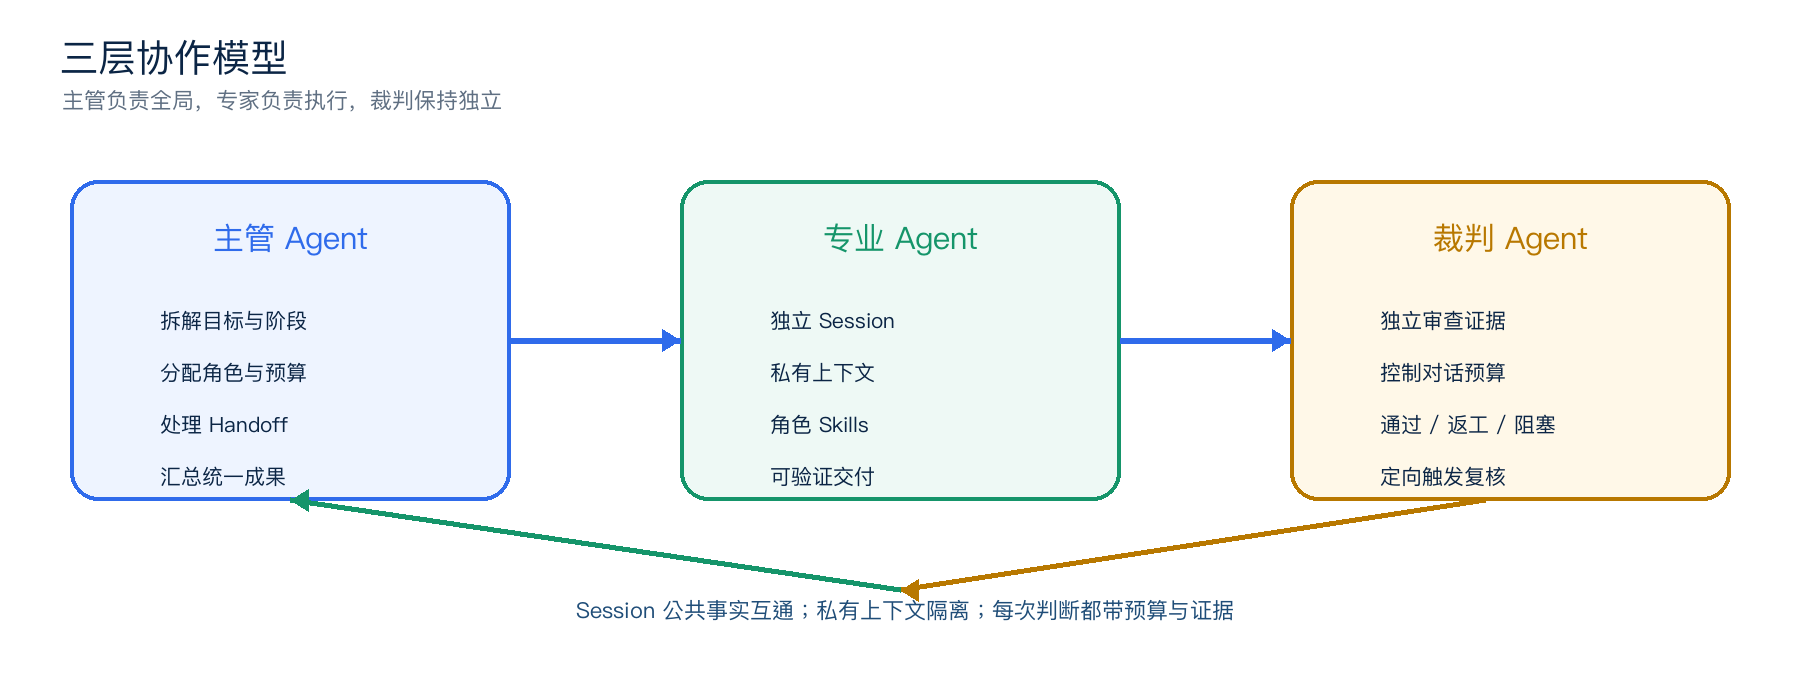 三层协作模型
主管负责全局，专家负责执行，裁判保持独立
主管 Agent
拆解目标与阶段
分配角色与预算
处理 Handoff
汇总统一成果
专业 Agent
独立 Session
私有上下文
角色 Skills
可验证交付
裁判 Agent
独立审查证据
控制对话预算
通过 / 返工 / 阻塞
定向触发复核
Session 公共事实互通；私有上下文隔离；每次判断都带预算与证据